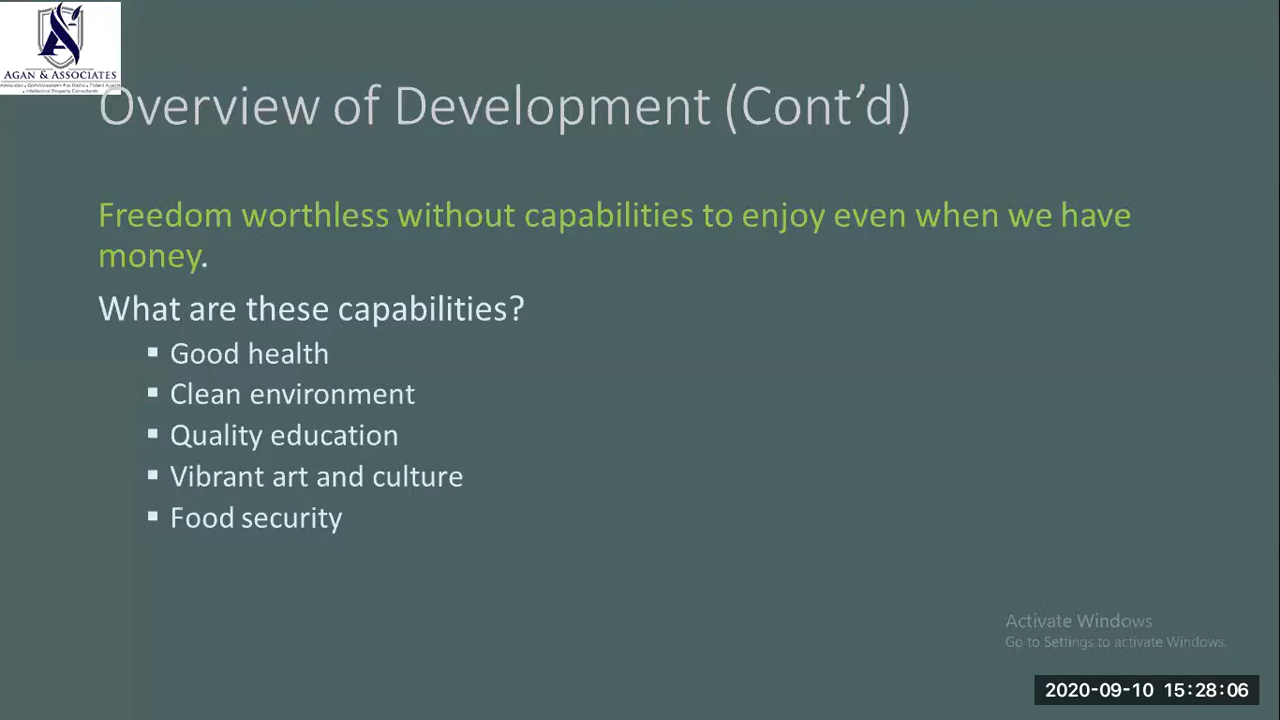 AGAN & ASSOCIATES
Overview of Development (Cont’d)
Freedom worthless without capabilities to enjoy even when we have
money.
What are these capabilities?
▪ Good health
▪ Clean environment
▪ Quality education
▪ Vibrant art and culture
▪ Food security
Activate Windows
Go to Settings to activate Windows.
2020-09-10 15:28:06